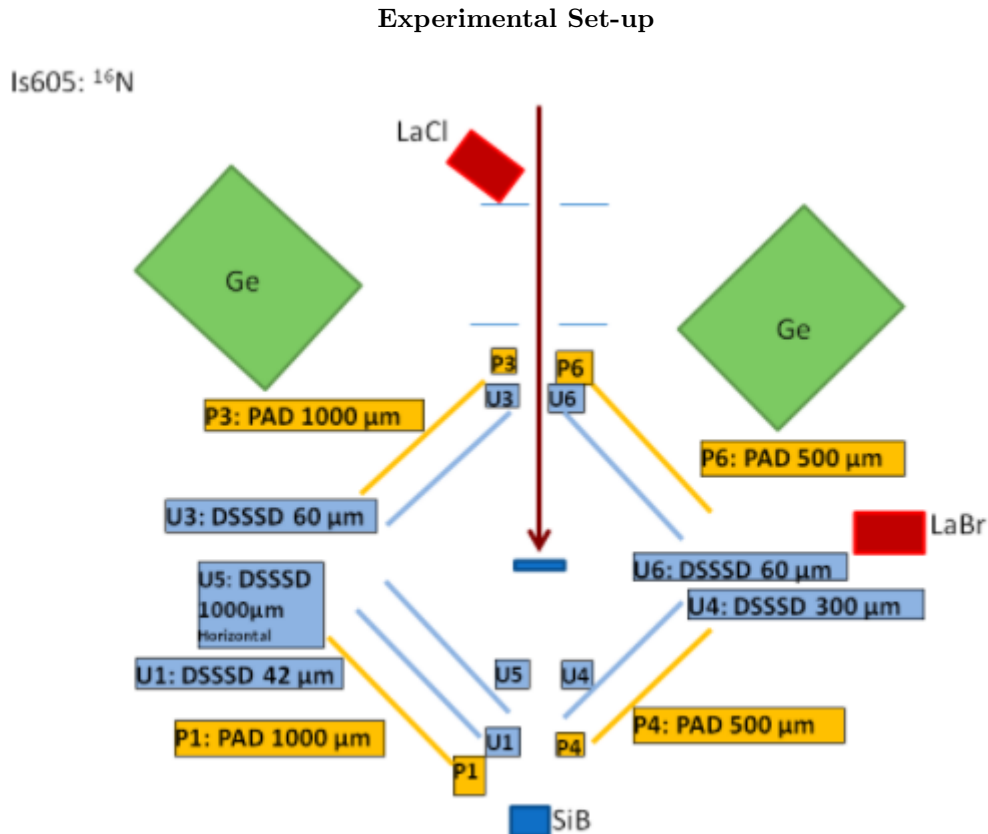 Experimental Set-up
Is605: ¹⁶N
LaCl
Ge
Ge
P3
P6
U3
U6
P3: PAD 1000 µm
P6: PAD 500 µm
U3: DSSSD 60 µm
LaBr
U6: DSSSD 60 µm
U5: DSSSD
1000µm
Horizontal
U4: DSSSD 300 µm
U1: DSSSD 42 µm
U5
U4
P1: PAD 1000 µm
P4: PAD 500 µm
U1
P4
P1
SiB